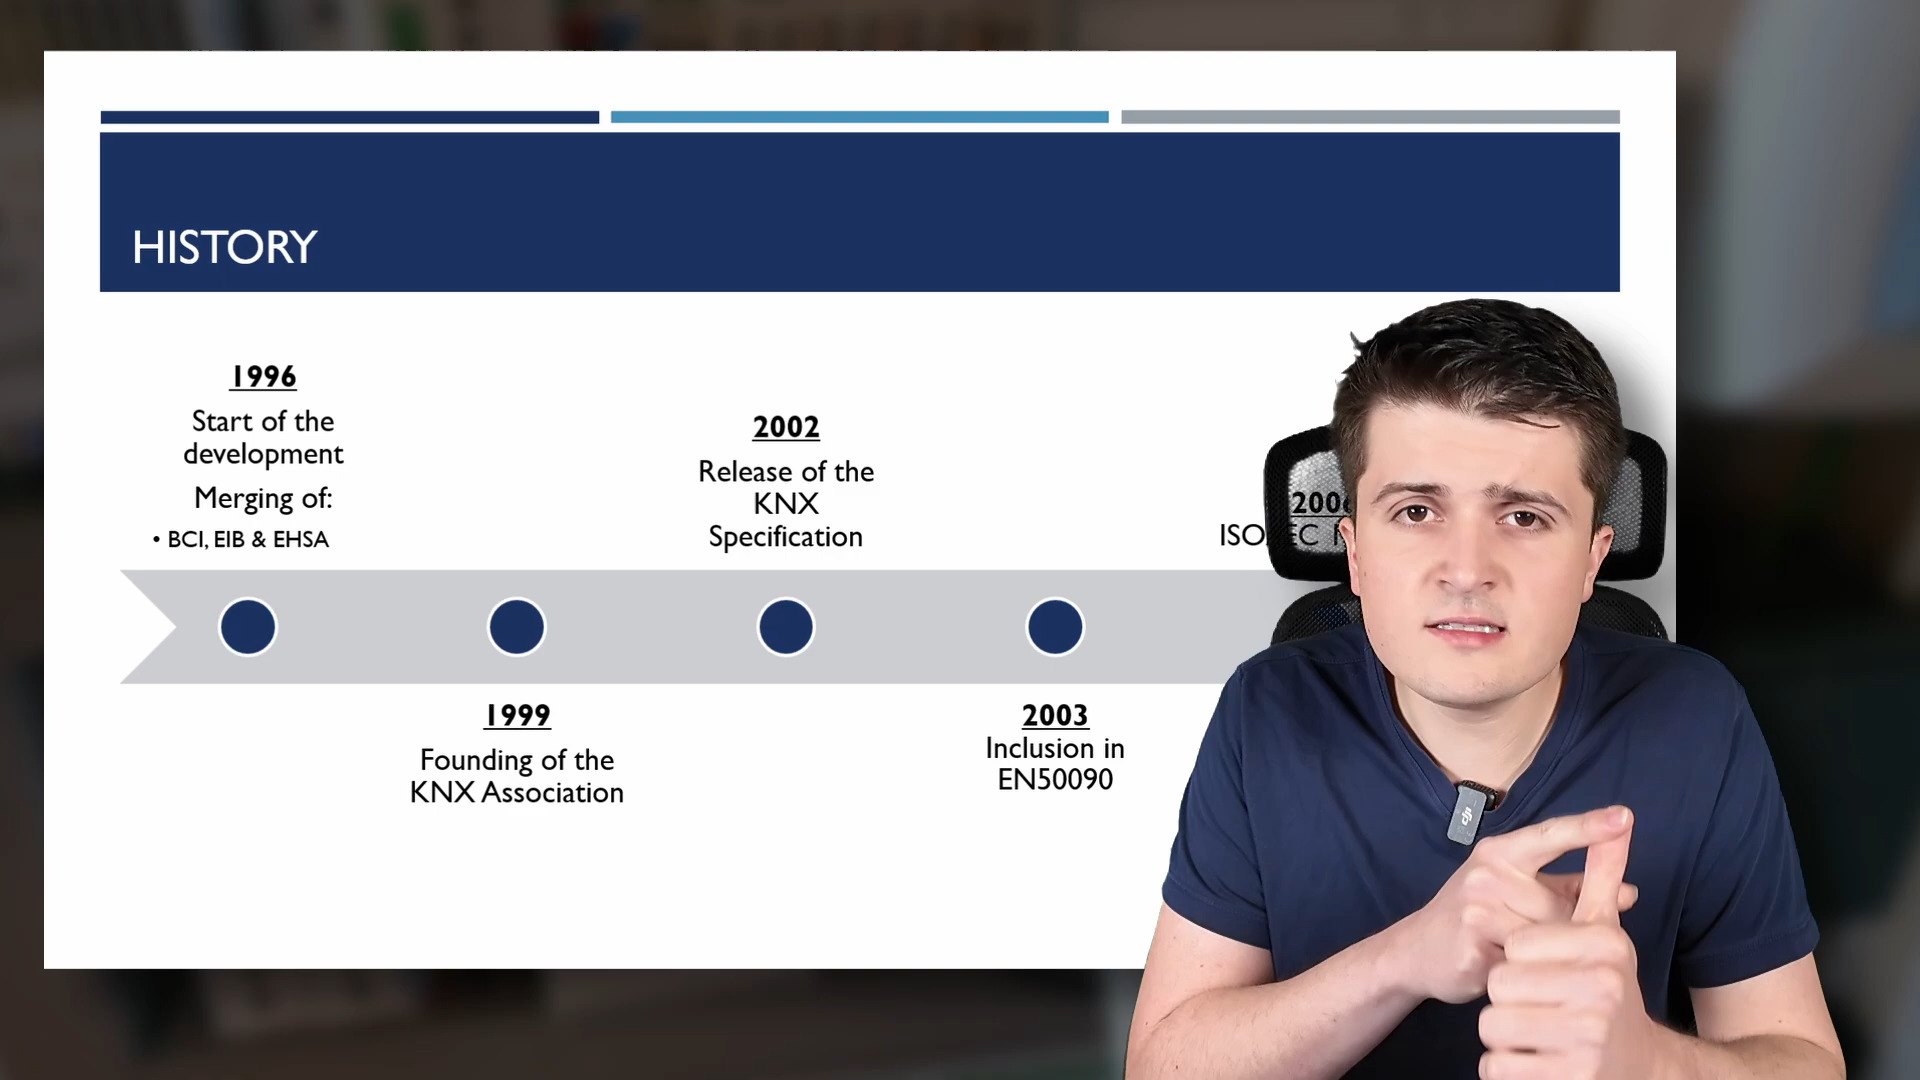 HISTORY
1996
Start of the
development
Merging of:
• BCI, EIB & EHSA
1999
Founding of the
KNX Association
2002
Release of the
KNX
Specification
2003
Inclusion in
EN50090
dji